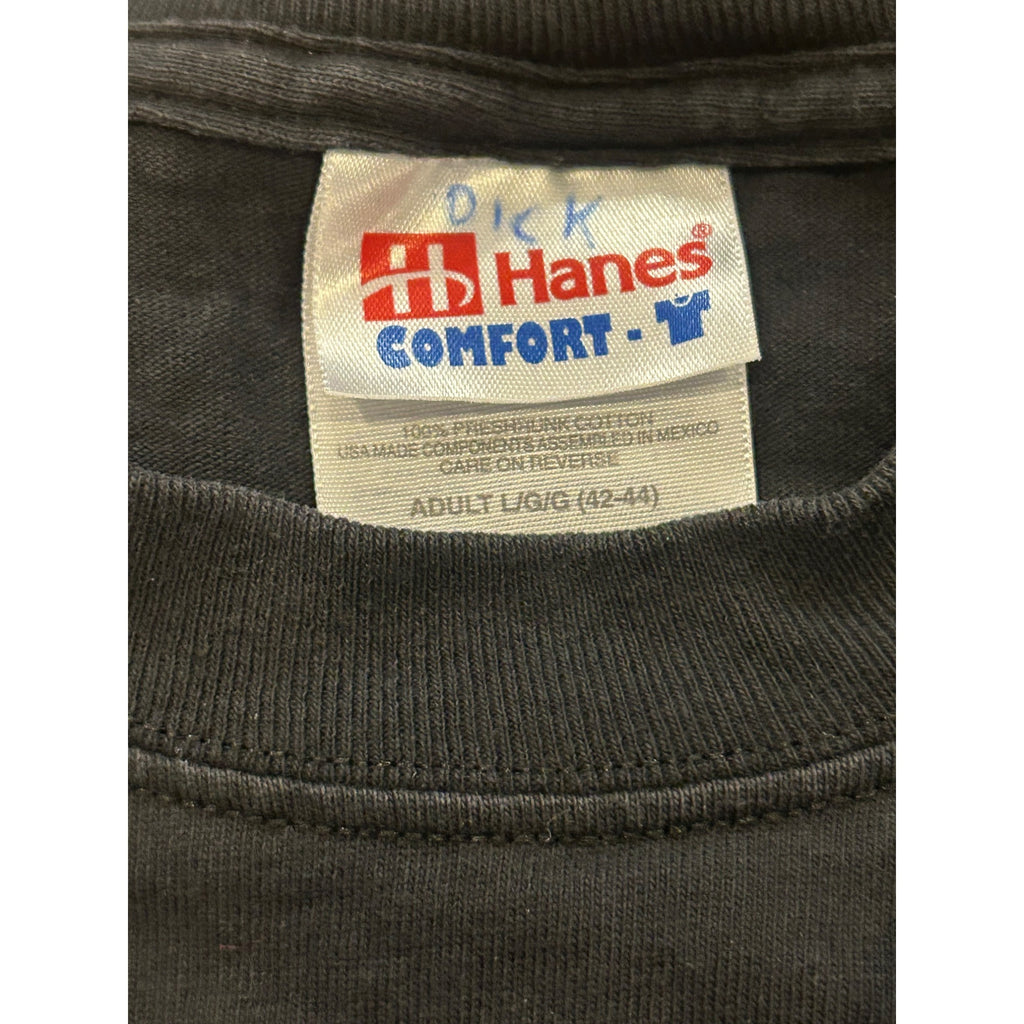 DICK
H Hanes®
COMFORT - T
100% PRESHRUNK COTTON
USA MADE COMPONENTS ASSEMBLED IN MEXICO
CARE ON REVERSE
ADULT L/G/G (42-44)